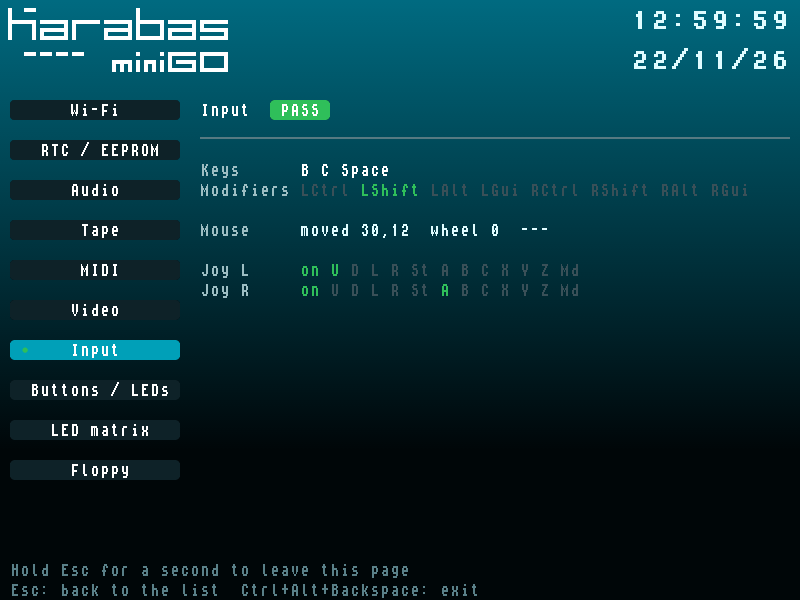 harabas
miniGO
12:59:59
22/11/26
Wi-Fi
RTC / EEPROM
Audio
Tape
MIDI
Video
Input
Buttons / LEDs
LED matrix
Floppy
Input PASS
Keys B C Space
Modifiers LCtrl LShift LAlt LGui RCtrl RShift RAlt RGui
Mouse moved 30,12 wheel 0 ---
Joy L on U D L R St A B C X Y Z Md
Joy R on U D L R St A B C X Y Z Md
Hold Esc for a second to leave this page
Esc: back to the list Ctrl+Alt+Backspace: exit